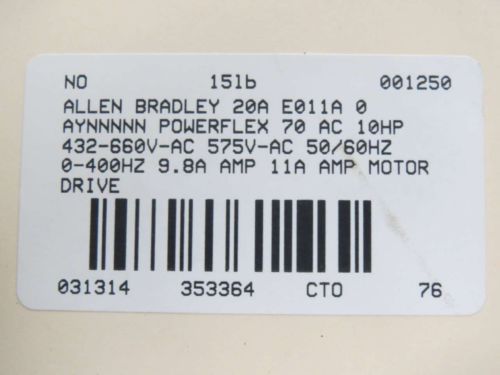 NO 15lb 001250
ALLEN BRADLEY 20A E011A 0
AYNNNNN POWERFLEX 70 AC 10HP
432-660V-AC 575V-AC 50/60HZ
0-400HZ 9.8A AMP 11A AMP MOTOR
DRIVE
031314 353364 CTO 76